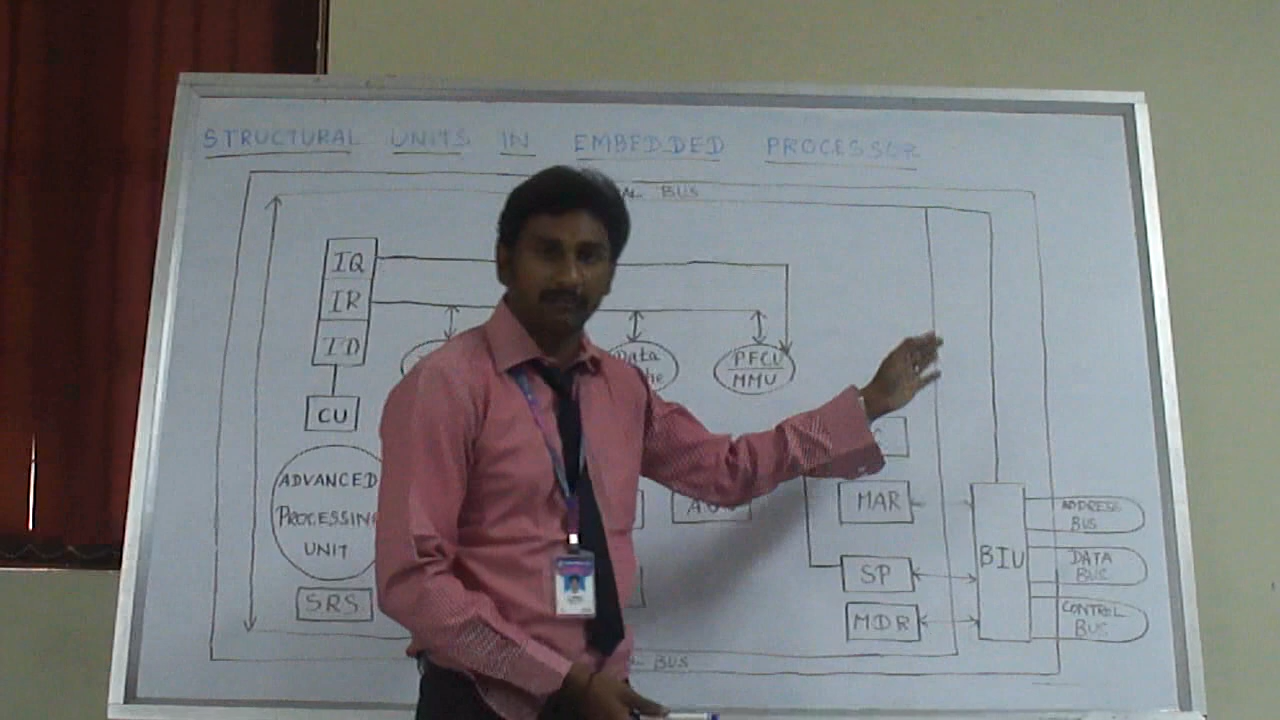 STRUCTURAL UNITS IN EMBEDDED PROCESSOR
BUS
IQ
IR
ID
Data
PFCU
MMU
CU
ADVANCED
PROCESSING
UNIT
SRS
MAR
SP
MDR
BIU
ADDRESS
BUS
DATA
BUS
CONTROL
BUS
BUS